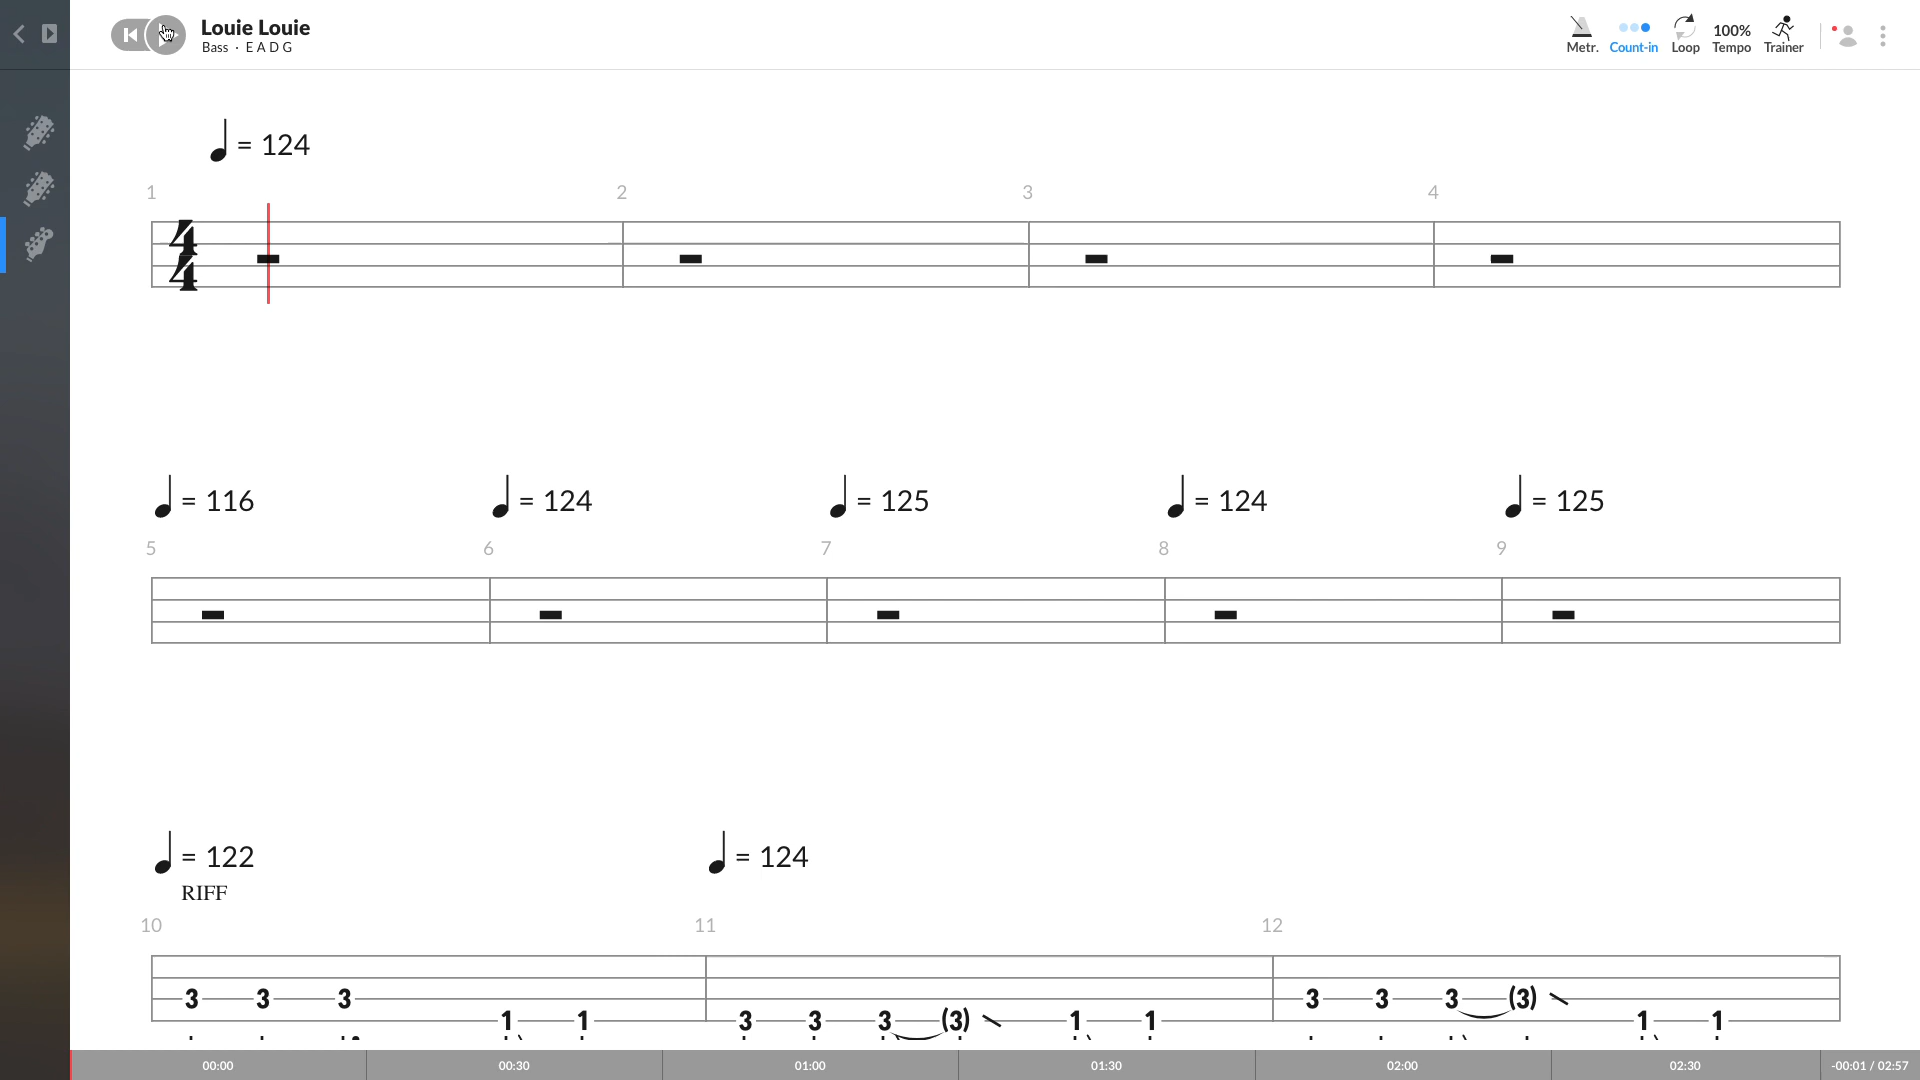 Louie Louie
Bass · E A D G
Metr.
Count-in
Loop
100%
Tempo
Trainer
= 124
1 2 3 4
4
4
= 116 = 124 = 125 = 124 = 125
5 6 7 8 9
= 122 = 124
RIFF
10 11 12
3 3 3 1 1 3 3 3 (3) 1 1 3 3 3 (3) 1 1
00:00 00:30 01:00 01:30 02:00 02:30 -00:01 / 02:57